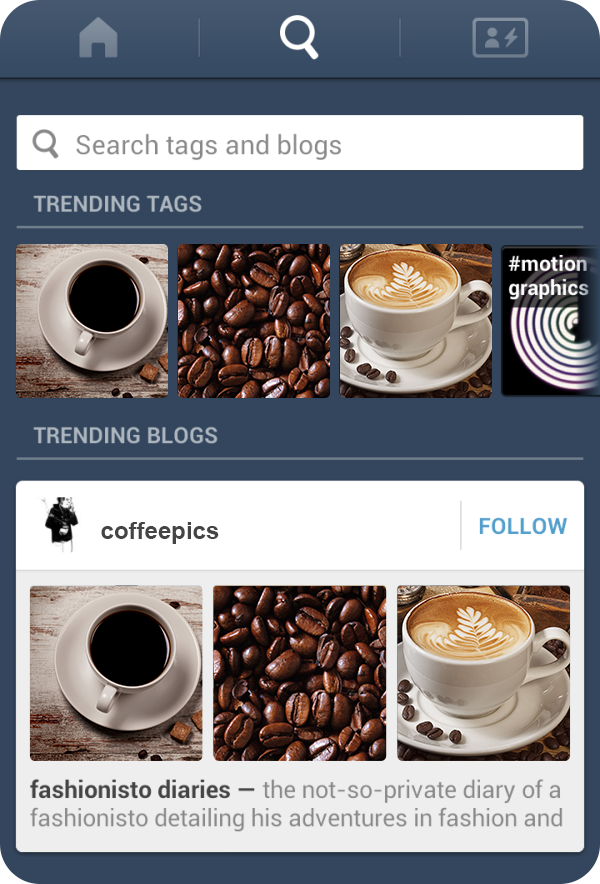 Search tags and blogs
TRENDING TAGS
#motion
graphics
TRENDING BLOGS
coffeepics
FOLLOW
fashionisto diaries — the not-so-private diary of a
fashionisto detailing his adventures in fashion and